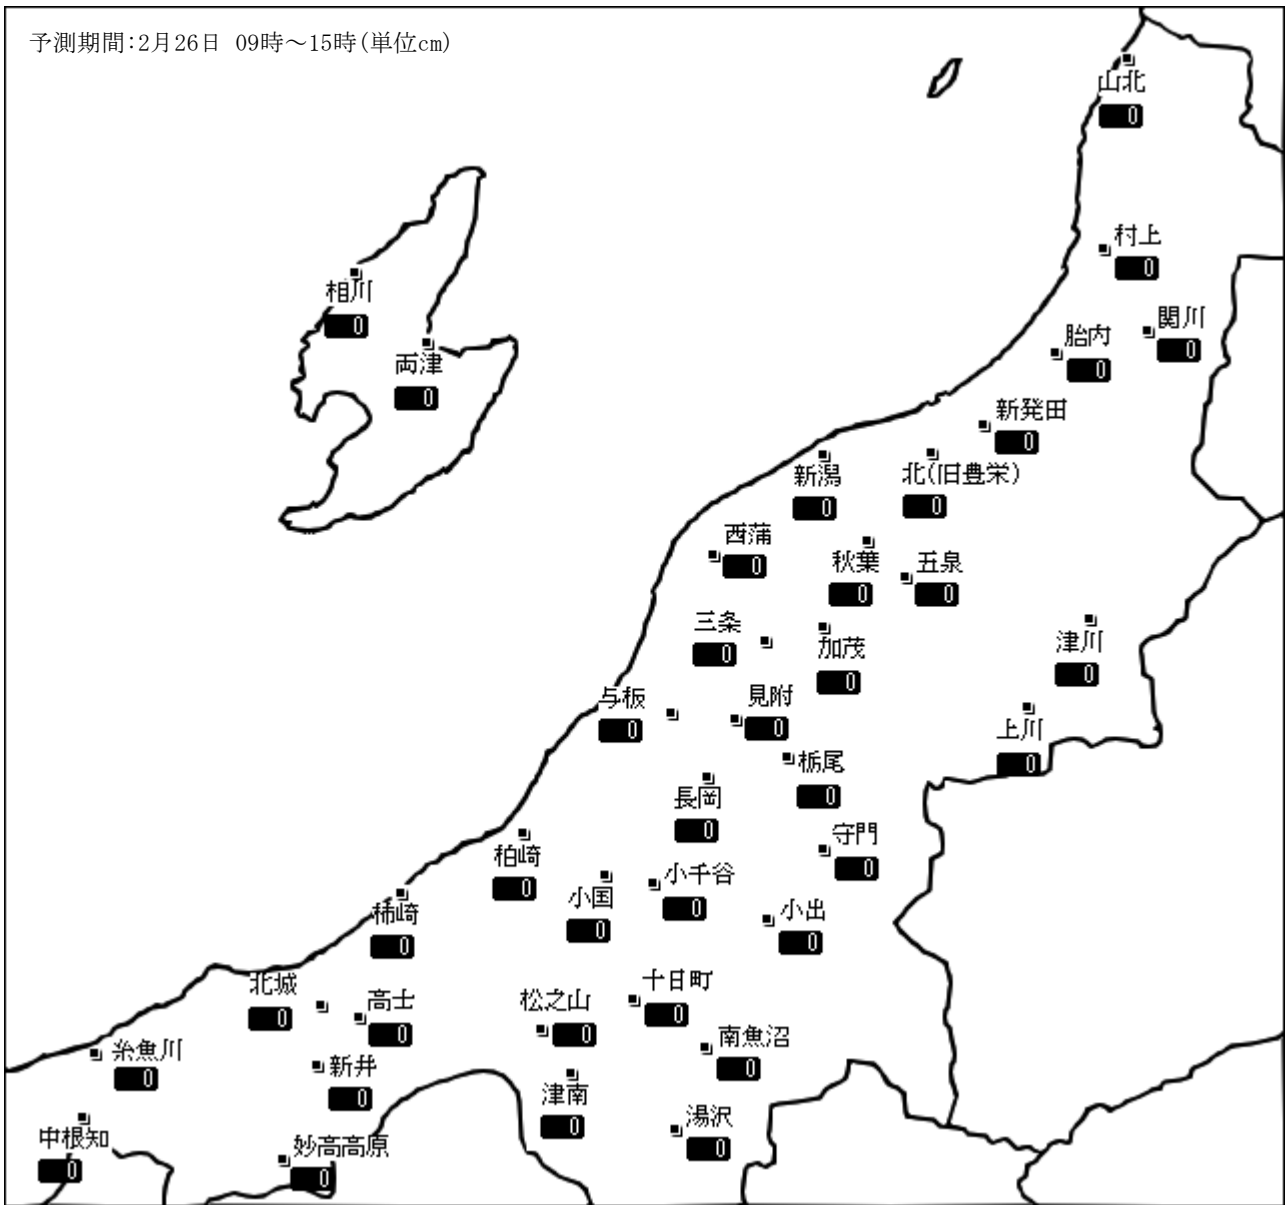 予測期間:2月26日 09時～15時(単位cm)
山北
0
村上
0
相川
0
関川
0
胎内
0
両津
0
新発田
0
新潟
0
北(旧豊栄)
0
西蒲
0
秋葉
0
五泉
0
三条
0
加茂
0
津川
0
与板
0
見附
0
上川
0
栃尾
0
長岡
0
守門
0
柏崎
0
小千谷
0
小国
0
小出
0
柿崎
0
北城
0
高士
0
松之山
0
十日町
0
南魚沼
0
糸魚川
0
新井
0
津南
0
湯沢
0
中根知
0
妙高高原
0